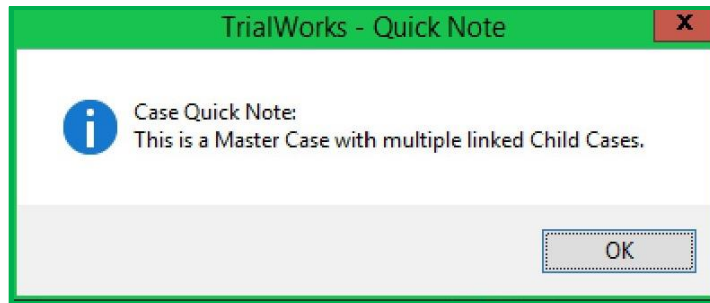 TrialWorks - Quick Note
x
Case Quick Note:
This is a Master Case with multiple linked Child Cases.
OK